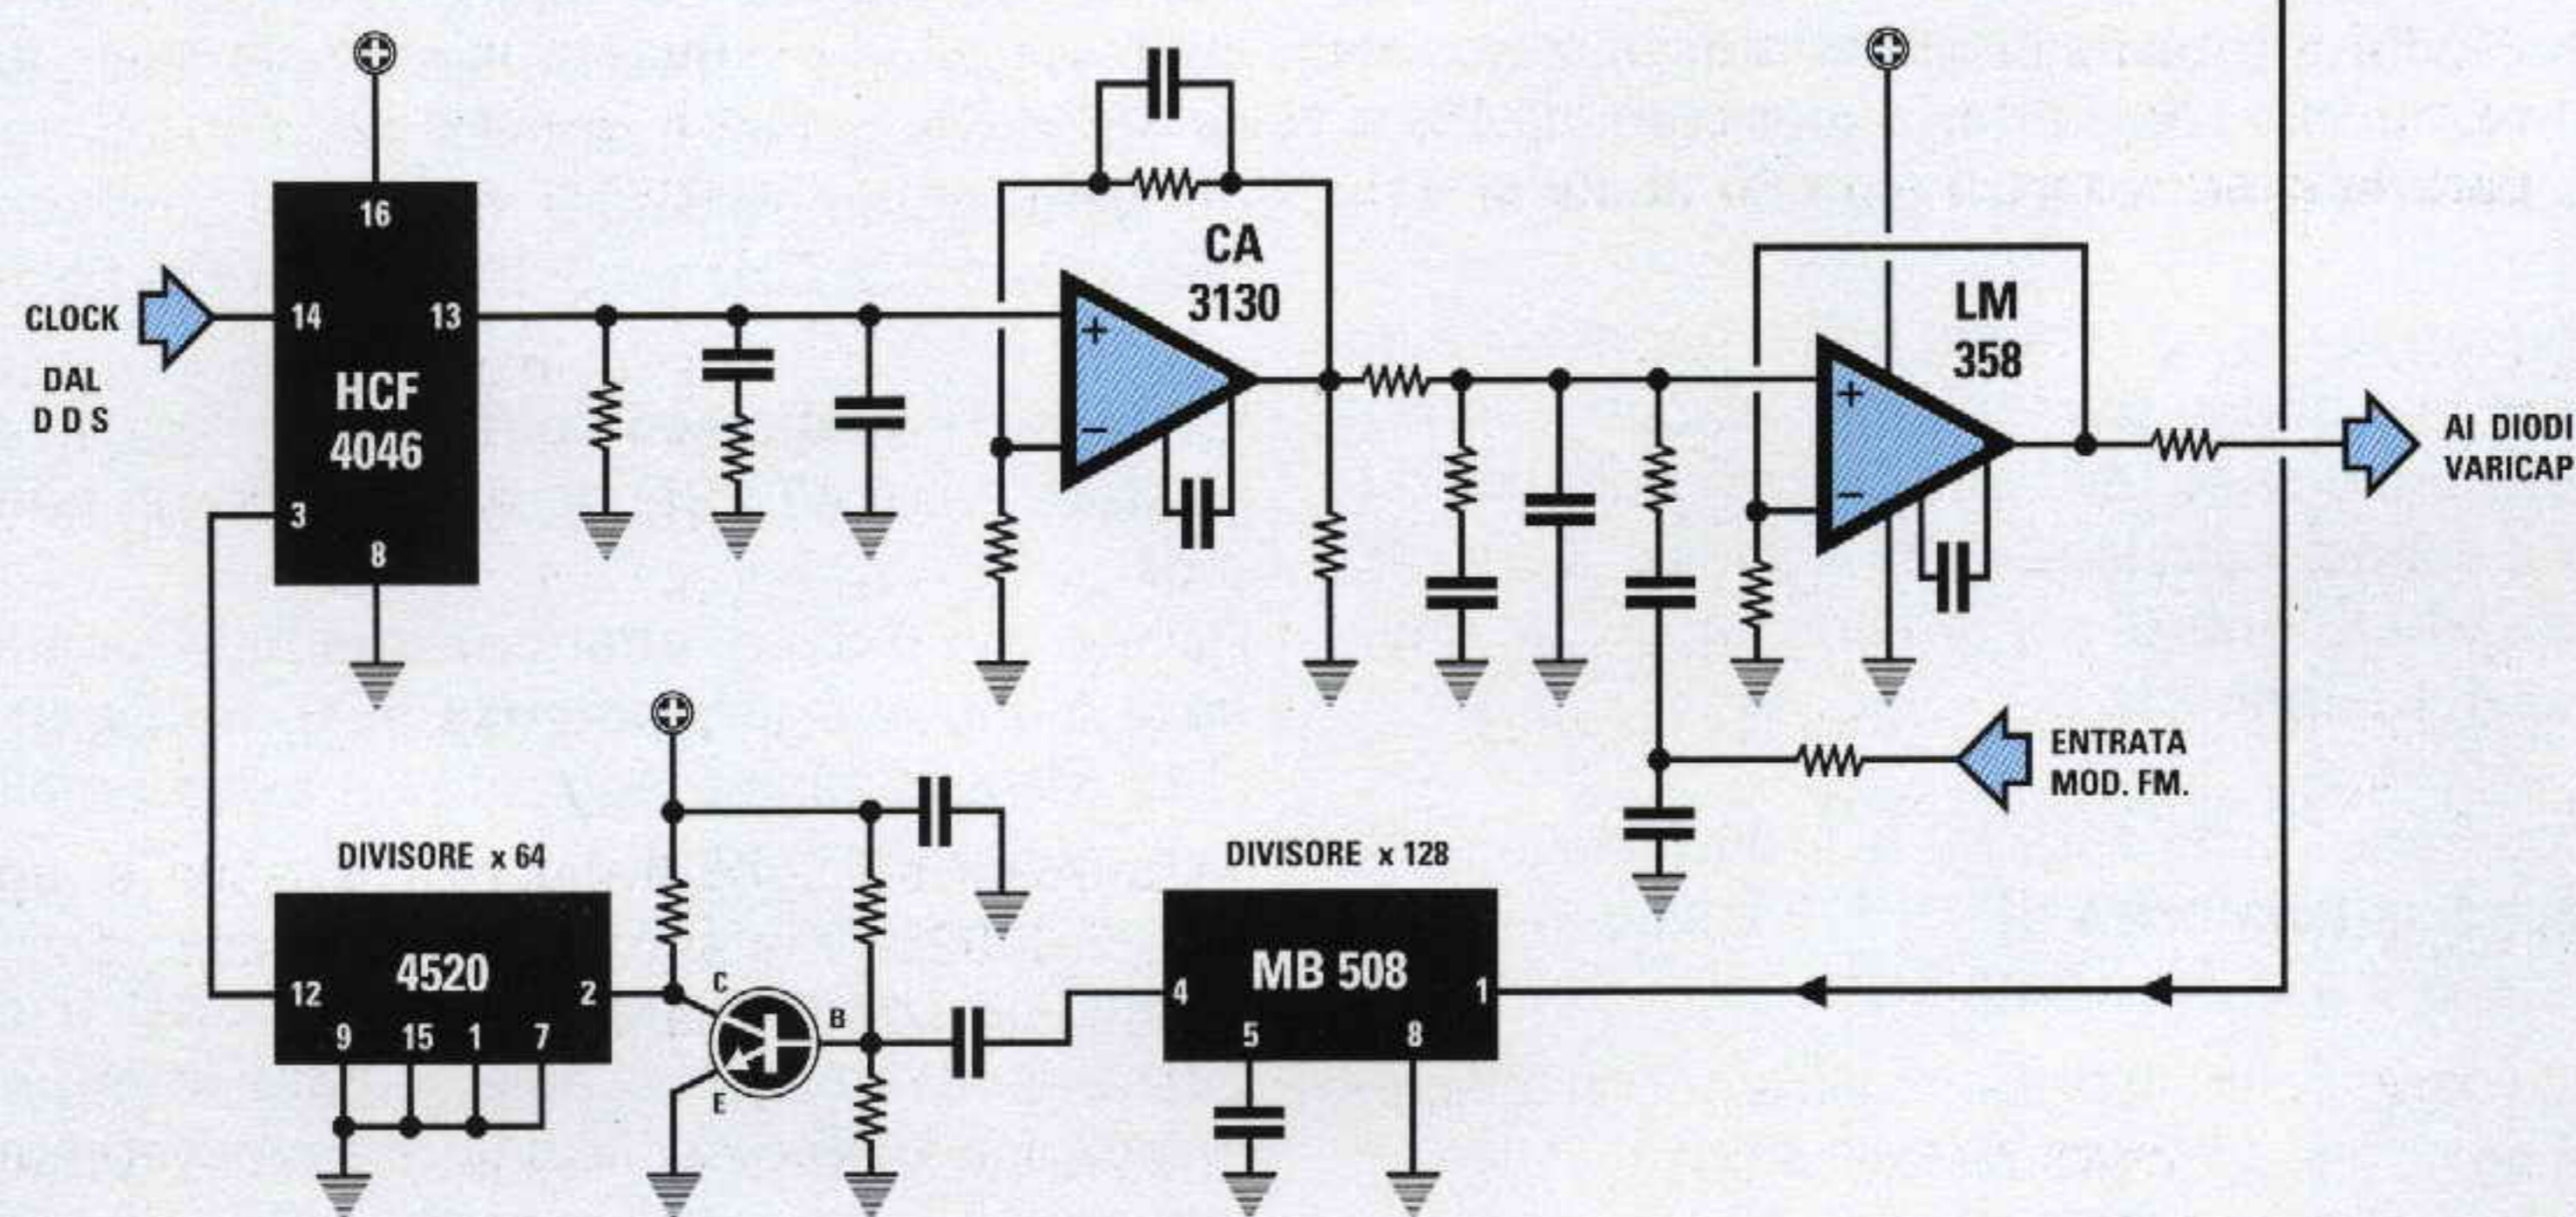 16
CLOCK
DAL
D D S
14
13
HCF
4046
3
8
CA
3130
+
−
LM
358
+
−
AI DIODI
VARICAP
ENTRATA
MOD. FM.
DIVISORE x 64
4520
12
2
9
15
1
7
C
B
E
DIVISORE x 128
MB 508
4
1
5
8